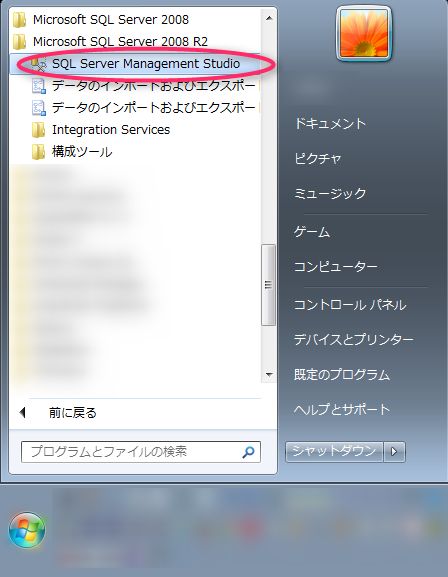 Microsoft SQL Server 2008
Microsoft SQL Server 2008 R2
SQL Server Management Studio
データのインポートおよびエクスポー
データのインポートおよびエクスポー
Integration Services
構成ツール
前に戻る
プログラムとファイルの検索
ドキュメント
ピクチャ
ミュージック
ゲーム
コンピューター
コントロール パネル
デバイスとプリンター
既定のプログラム
ヘルプとサポート
シャットダウン